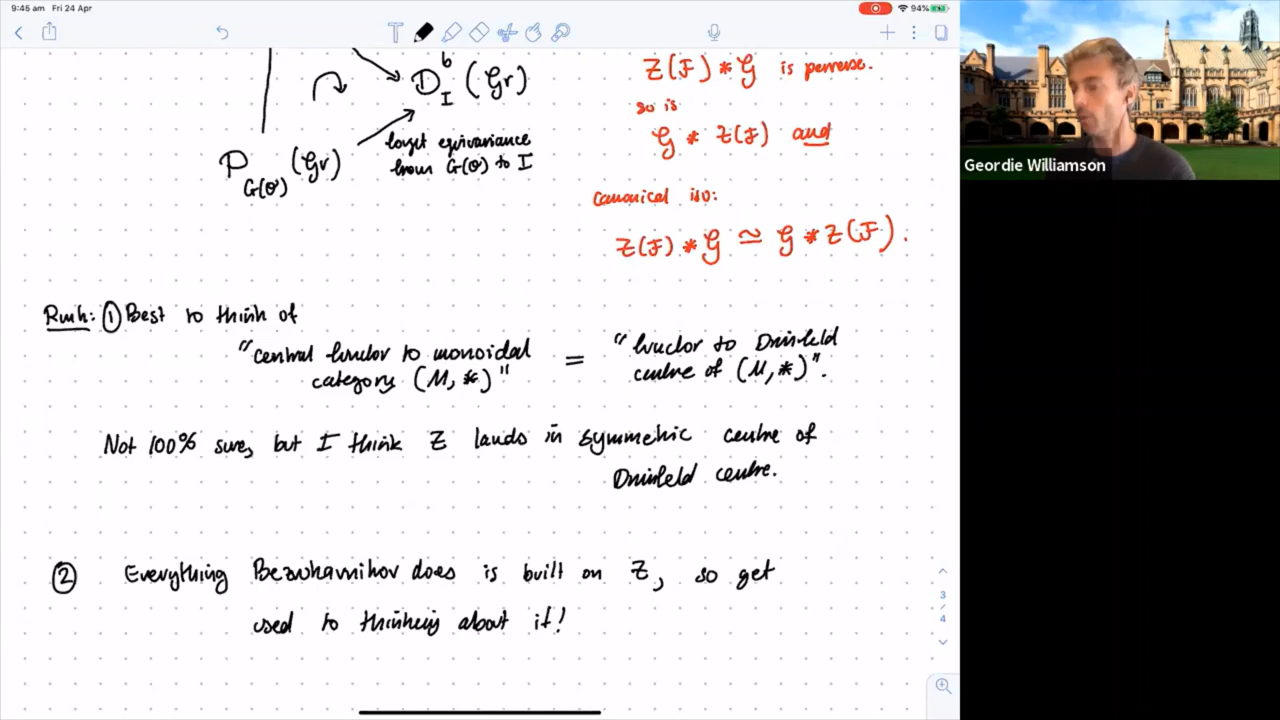 9:45 am Fri 24 Apr
94%
D^b_I (Gr)
P_{G(O)} (Gr)
forget equivariance
from G(O) to I
Z(F) * G is perverse.
so is
G * Z(F) and
canonical iso:
Z(F) * G ≃ G * Z(F).
Geordie Williamson
Rmk: ① Best to think of
"central functor to monoidal
category (M, *)"
=
"functor to Drinfeld
centre of (M, *)".
Not 100% sure, but I think Z lands in symmetric centre of
Drinfeld centre.
② Everything Bezrukavnikov does is built on Z, so get
used to thinking about it!
3
/
4